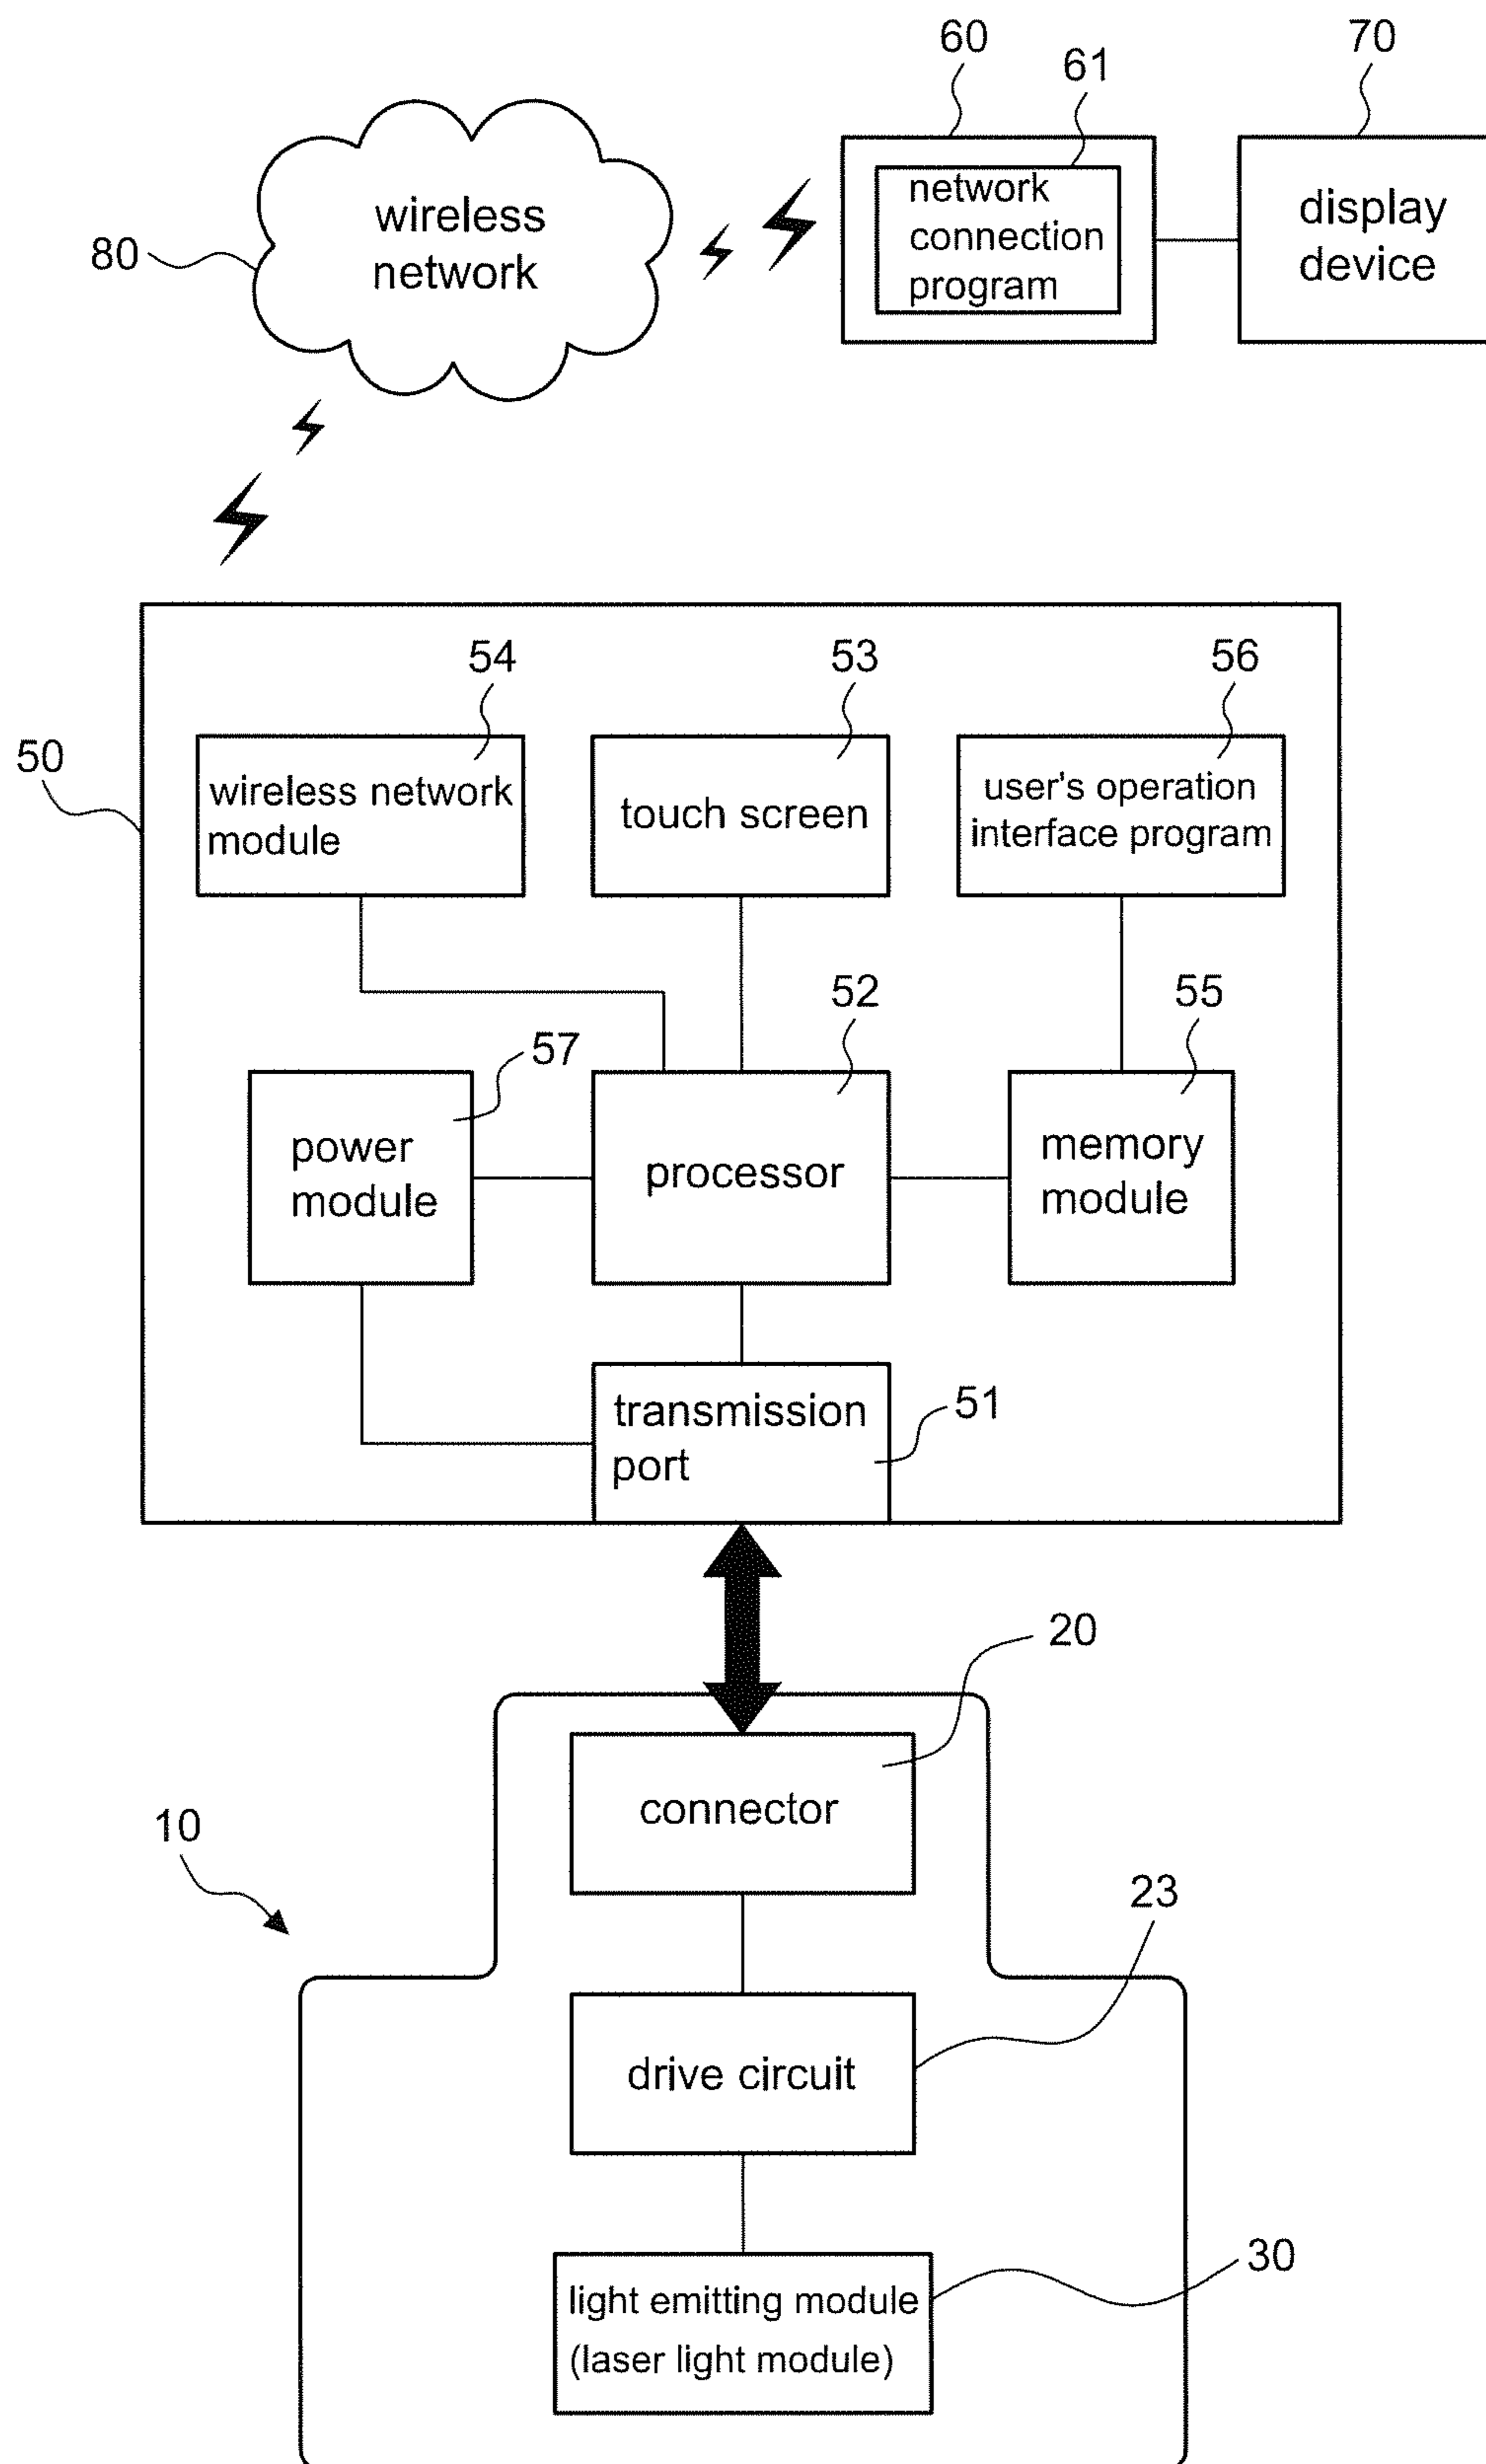 60
70
61
wireless
network
80
network
connection
program
display
device
54
53
56
50
wireless network
module
touch screen
user's operation
interface program
52
55
57
power
module
processor
memory
module
transmission
port
51
20
connector
10
23
drive circuit
30
light emitting module
(laser light module)